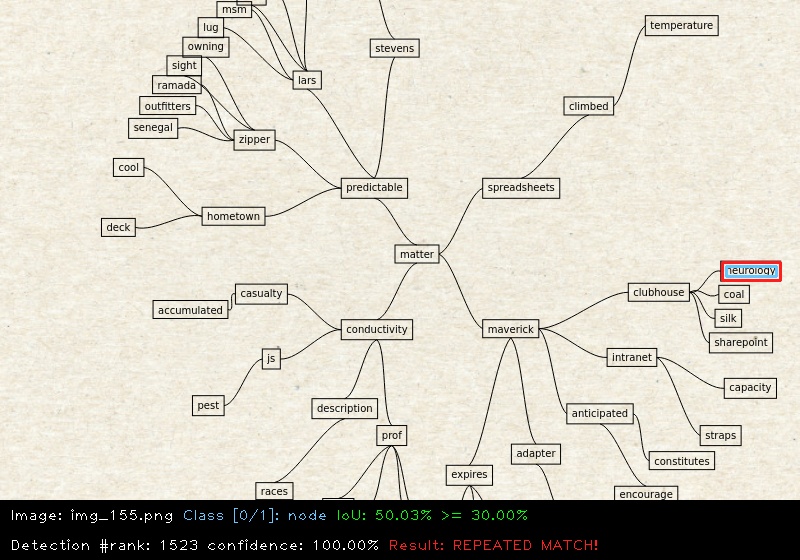 msm
lug
owning
sight
ramada
outfitters
senegal
lars
stevens
temperature
climbed
zipper
cool
predictable
spreadsheets
deck
hometown
matter
neurology
clubhouse
coal
casualty
accumulated
silk
conductivity
maverick
sharepoint
js
intranet
capacity
pest
description
anticipated
prof
straps
adapter
constitutes
expires
races
encourage
Image: img_155.png Class [0/1]: node IoU: 50.03% >= 30.00%
Detection #rank: 1523 confidence: 100.00% Result: REPEATED MATCH!